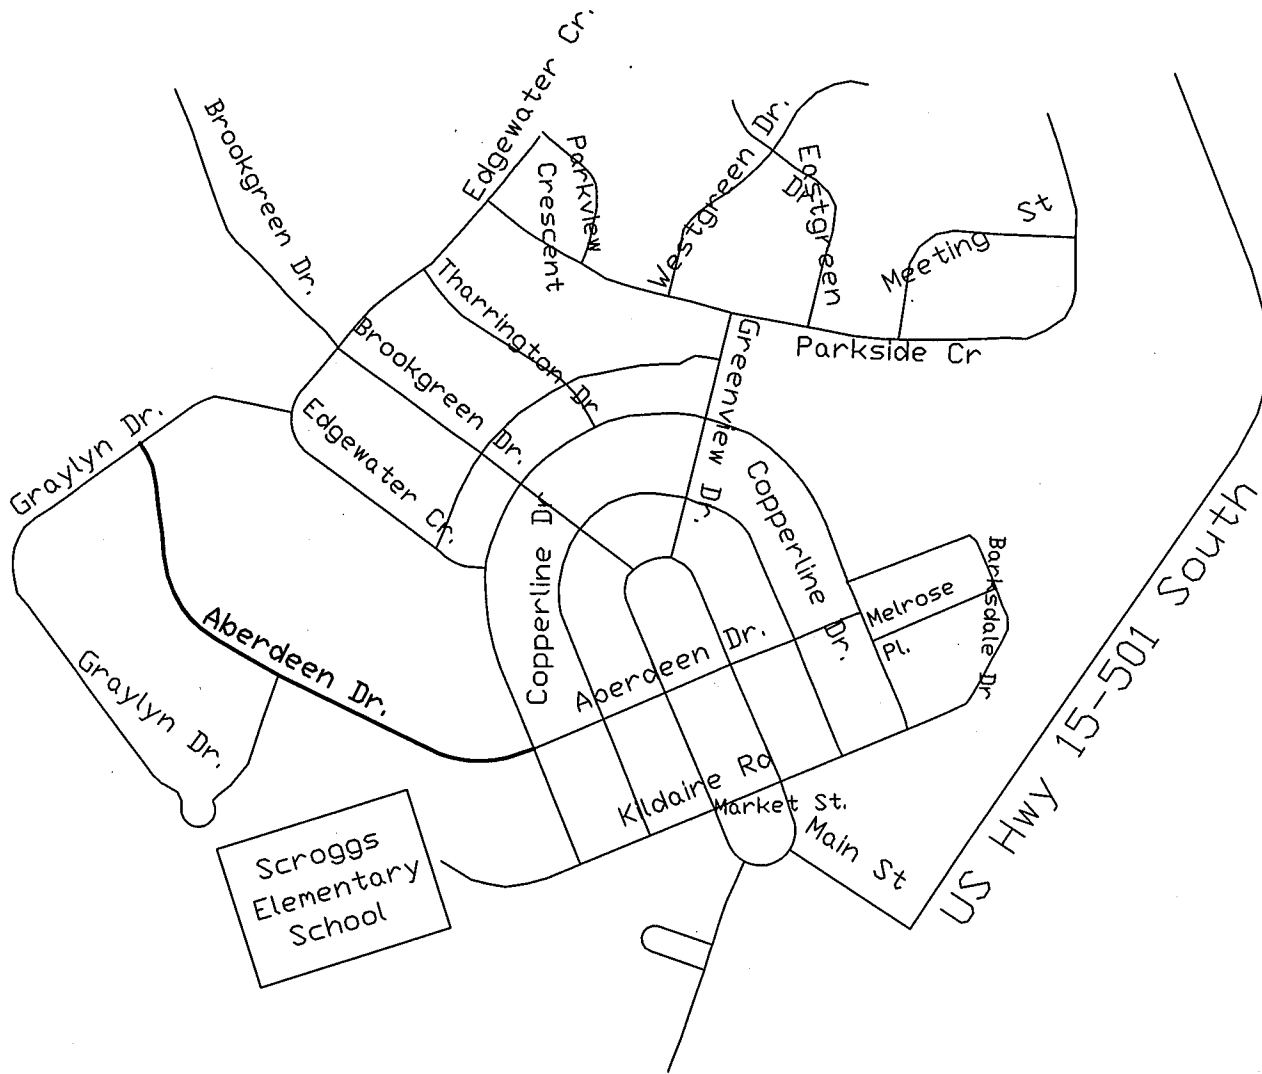 Edgewater Cr.
Brookgreen Dr.
Parkview
Crescent
Westgreen Dr.
Eastgreen
Dr.
Meeting St
Tharrington Dr
Greenview Dr.
Parkside Cr
Brookgreen Dr.
Edgewater Cr.
Graylyn Dr.
Copperline Dr.
Copperline Dr.
US Hwy 15-501 South
Barksdale Dr
Melrose
Pl.
Aberdeen Dr.
Aberdeen Dr.
Graylyn Dr.
Kildaire Rd
Market St.
Main St
Scroggs
Elementary
School